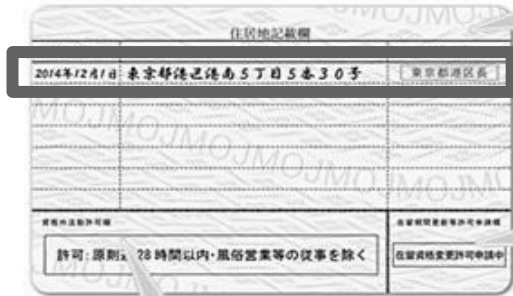 住居地記載欄
2014年12月1日 東京都港区港南5丁目5番30号 東京都港区長
MOJMOJMO
資格外活動許可欄 在留期間更新等許可申請欄
許可:原則週28時間以内・風俗営業等の従事を除く 在留資格変更許可申請中